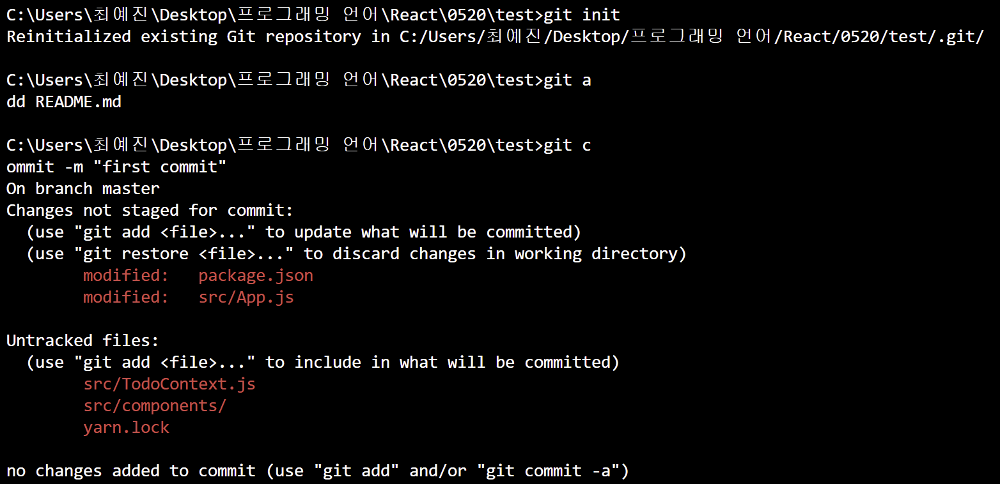 C:\Users\최예진\Desktop\프로그래밍 언어\React\0520\test>git init
Reinitialized existing Git repository in C:/Users/최예진/Desktop/프로그래밍 언어/React/0520/test/.git/
C:\Users\최예진\Desktop\프로그래밍 언어\React\0520\test>git a
dd README.md
C:\Users\최예진\Desktop\프로그래밍 언어\React\0520\test>git c
ommit -m "first commit"
On branch master
Changes not staged for commit:
  (use "git add <file>..." to update what will be committed)
  (use "git restore <file>..." to discard changes in working directory)
        modified:   package.json
        modified:   src/App.js
Untracked files:
  (use "git add <file>..." to include in what will be committed)
        src/TodoContext.js
        src/components/
        yarn.lock
no changes added to commit (use "git add" and/or "git commit -a")